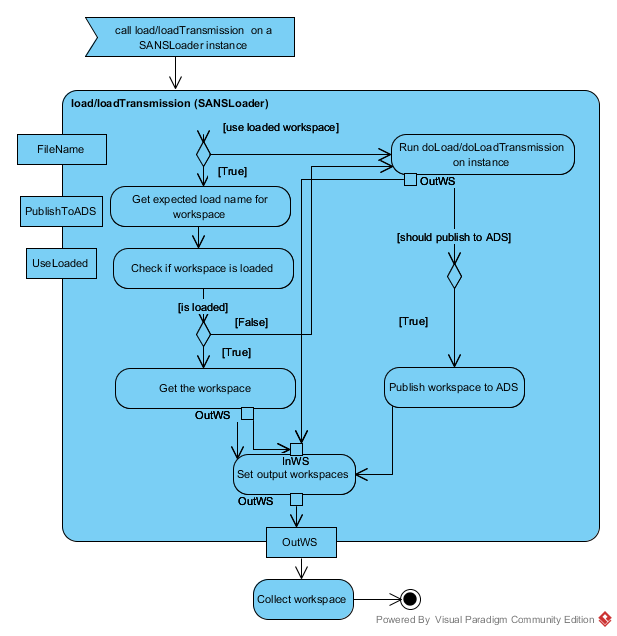 call load/loadTransmission on a
SANSLoader instance
load/loadTransmission (SANSLoader)
[use loaded workspace]
FileName
Run doLoad/doLoadTransmission
on instance
[True]
OutWS
Get expected load name for
workspace
PublishToADS
[should publish to ADS]
UseLoaded
Check if workspace is loaded
[is loaded]
[False]
[True]
[True]
Get the workspace
Publish workspace to ADS
OutWS
InWS
Set output workspaces
OutWS
OutWS
Collect workspace
Powered By Visual Paradigm Community Edition